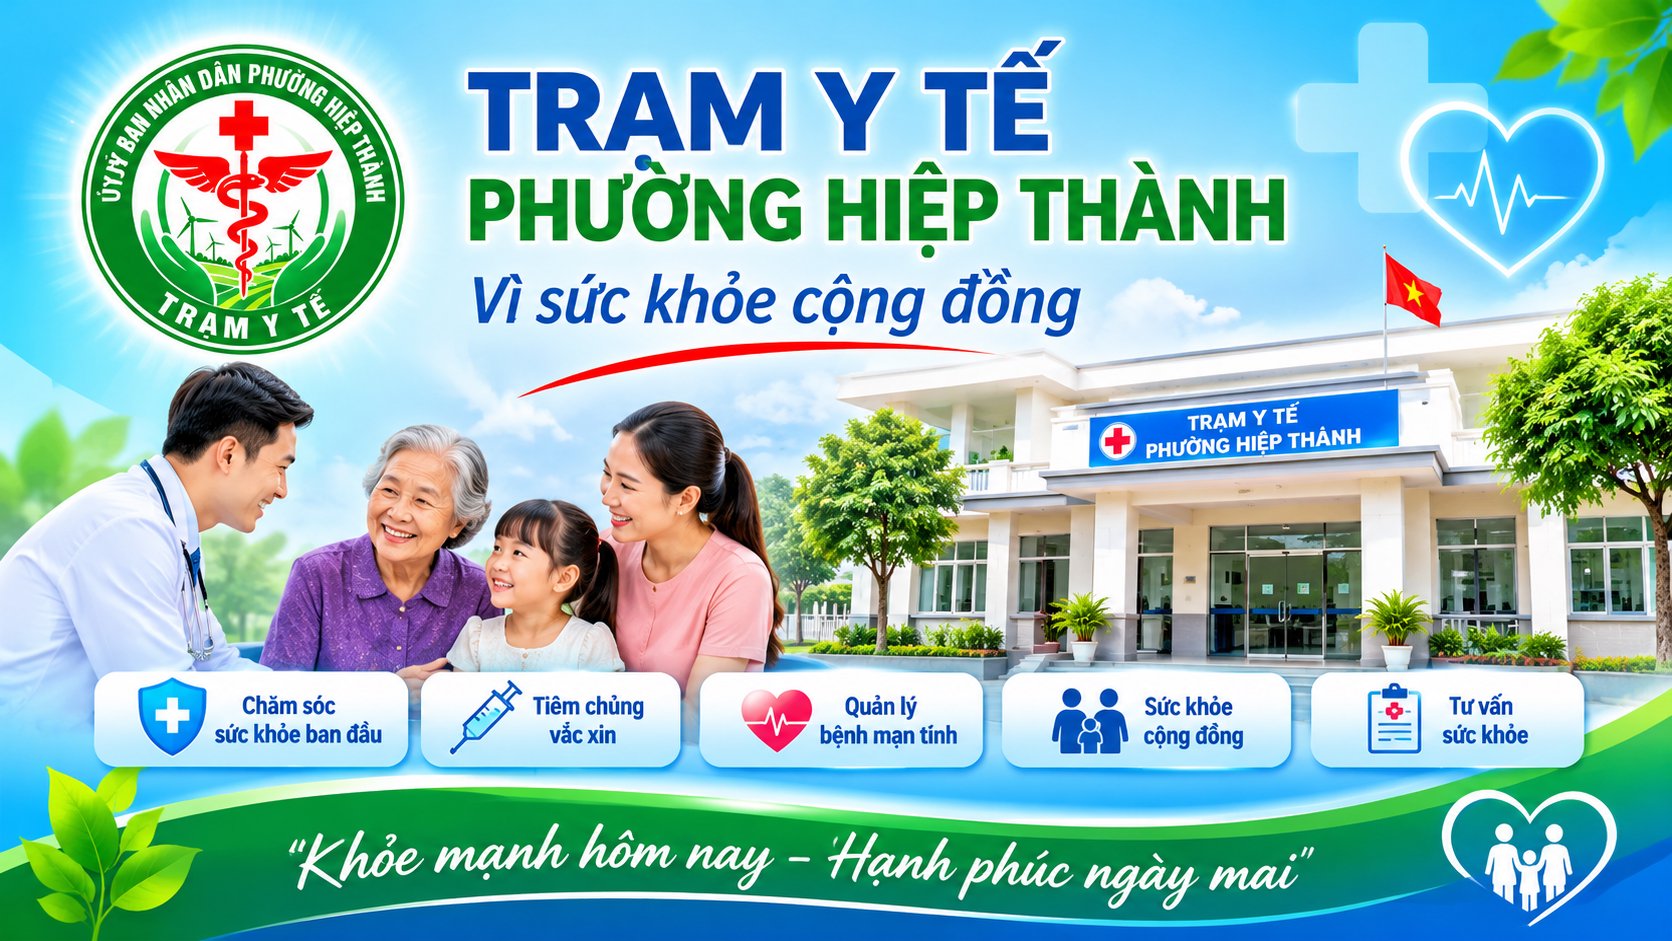 ỦY BAN NHÂN DÂN PHƯỜNG HIỆP THÀNH
TRẠM Y TẾ
TRẠM Y TẾ
PHƯỜNG HIỆP THÀNH
Vì sức khỏe cộng đồng
TRẠM Y TẾ
PHƯỜNG HIỆP THÀNH
Chăm sóc
sức khỏe ban đầu
Tiêm chủng
vắc xin
Quản lý
bệnh mạn tính
Sức khỏe
cộng đồng
Tư vấn
sức khỏe
"Khỏe mạnh hôm nay – Hạnh phúc ngày mai"